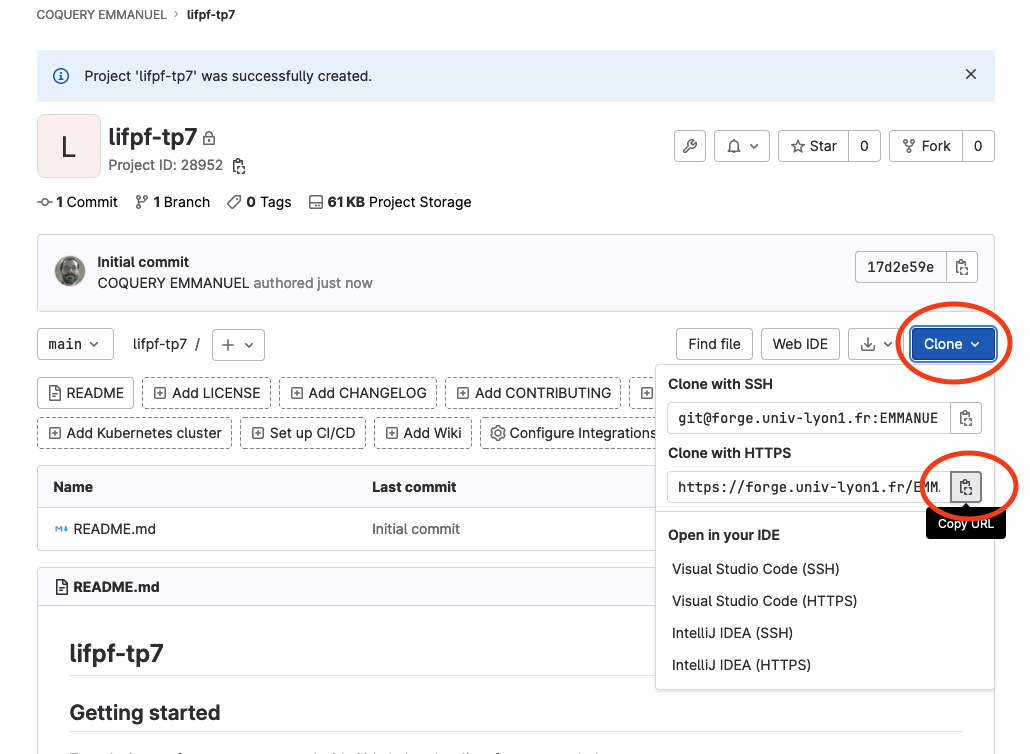 COQUERY EMMANUEL > lifpf-tp7
Project 'lifpf-tp7' was successfully created.
L
lifpf-tp7
Project ID: 28952
Star 0
Fork 0
1 Commit 1 Branch 0 Tags 61 KB Project Storage
Initial commit
COQUERY EMMANUEL authored just now
17d2e59e
main
lifpf-tp7 /
Find file Web IDE Clone
README Add LICENSE Add CHANGELOG Add CONTRIBUTING
Add Kubernetes cluster Set up CI/CD Add Wiki Configure Integrations
Clone with SSH
git@forge.univ-lyon1.fr:EMMANUE
Clone with HTTPS
https://forge.univ-lyon1.fr/EMM
Copy URL
Open in your IDE
Visual Studio Code (SSH)
Visual Studio Code (HTTPS)
IntelliJ IDEA (SSH)
IntelliJ IDEA (HTTPS)
Name Last commit
README.md Initial commit
README.md
lifpf-tp7
Getting started